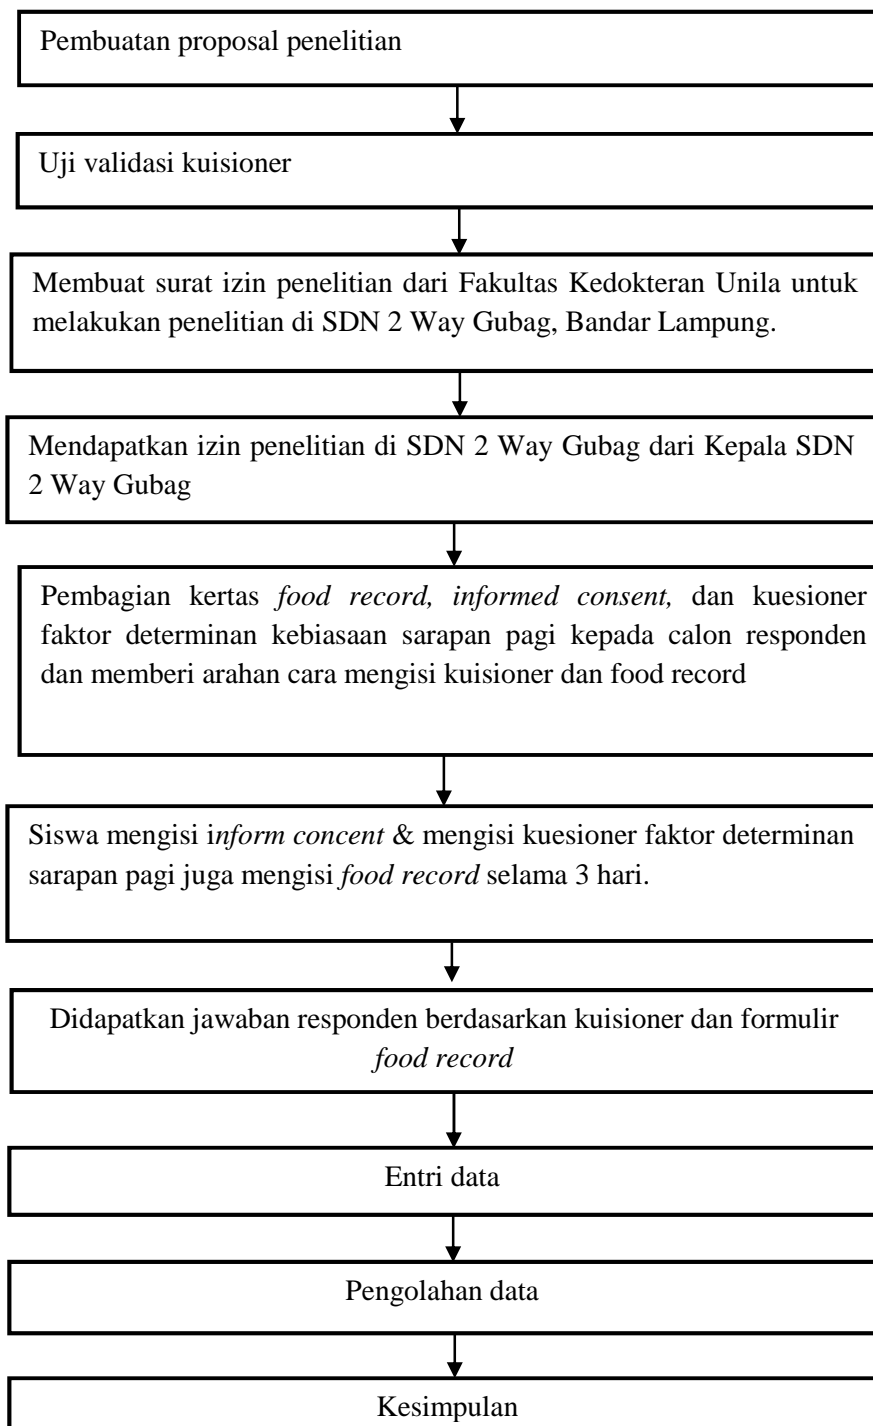 Pembuatan proposal penelitian
Uji validasi kuisioner
Membuat surat izin penelitian dari Fakultas Kedokteran Unila untuk
melakukan penelitian di SDN 2 Way Gubag, Bandar Lampung.
Mendapatkan izin penelitian di SDN 2 Way Gubag dari Kepala SDN
2 Way Gubag
Pembagian kertas food record, informed consent, dan kuesioner
faktor determinan kebiasaan sarapan pagi kepada calon responden
dan memberi arahan cara mengisi kuisioner dan food record
Siswa mengisi inform concent & mengisi kuesioner faktor determinan
sarapan pagi juga mengisi food record selama 3 hari.
Didapatkan jawaban responden berdasarkan kuisioner dan formulir
food record
Entri data
Pengolahan data
Kesimpulan